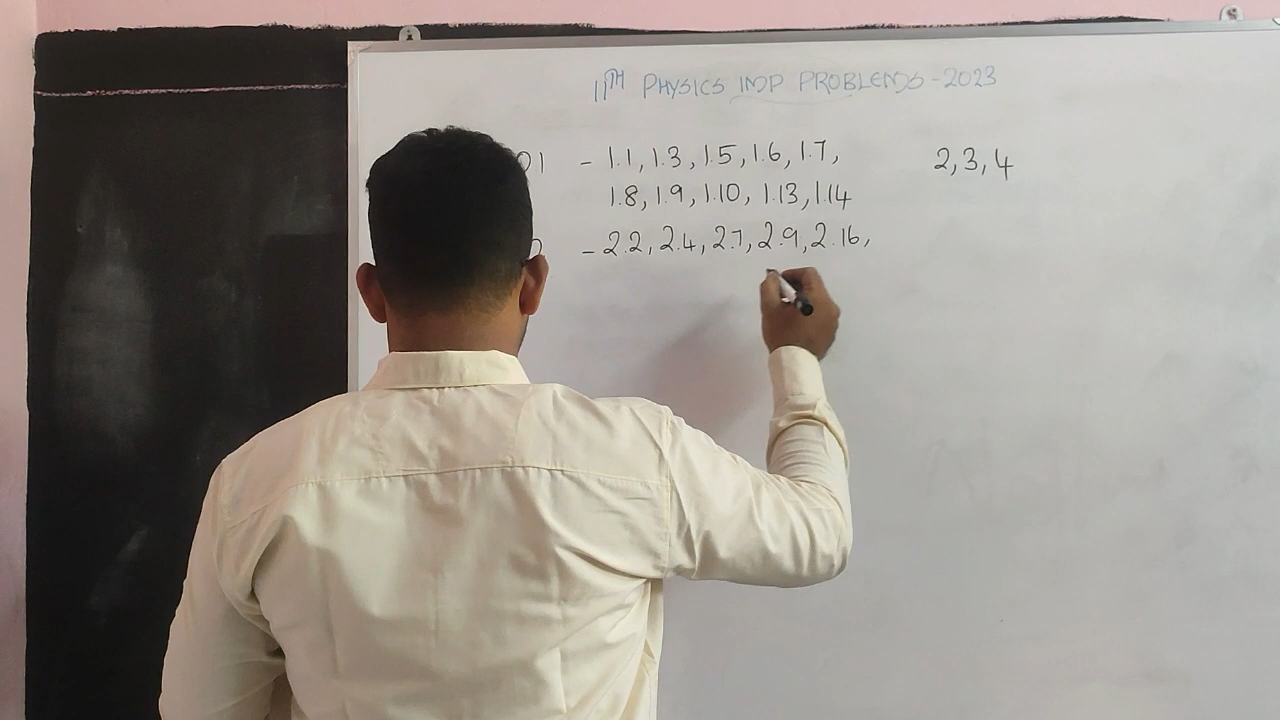 11TH PHYSICS IMP PROBLEMS - 2023
01 - 1.1, 1.3, 1.5, 1.6, 1.7, 2, 3, 4
1.8, 1.9, 1.10, 1.13, 1.14
- 2.2, 2.4, 2.7, 2.9, 2.16,